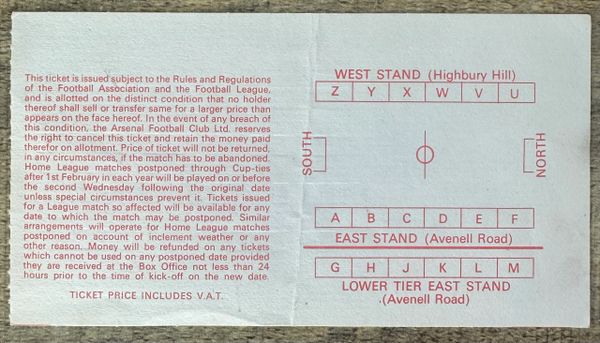 This ticket is issued subject to the Rules and Regulations
of the Football Association and the Football League,
and is allotted on the distinct condition that no holder
thereof shall sell or transfer same for a larger price than
appears on the face hereof. In the event of any breach of
this condition, the Arsenal Football Club Ltd. reserves
the right to cancel this ticket and retain the money paid
therefor on allotment. Price of ticket will not be returned,
in any circumstances, if the match has to be abandoned.
Home League matches postponed through Cup-ties
after 1st February in each year will be played on or before
the second Wednesday following the original date
unless special circumstances prevent it. Tickets issued
for a League match so affected will be available for any
date to which the match may be postponed. Similar
arrangements will operate for Home League matches
postponed on account of inclement weather or any
other reason. Money will be refunded on any tickets
which cannot be used on any postponed date provided
they are received at the Box Office not less than 24
hours prior to the time of kick-off on the new date.
TICKET PRICE INCLUDES V.A.T.
WEST STAND (Highbury Hill)
Z Y X W V U
SOUTH
NORTH
A B C D E F
EAST STAND (Avenell Road)
G H J K L M
LOWER TIER EAST STAND
(Avenell Road)